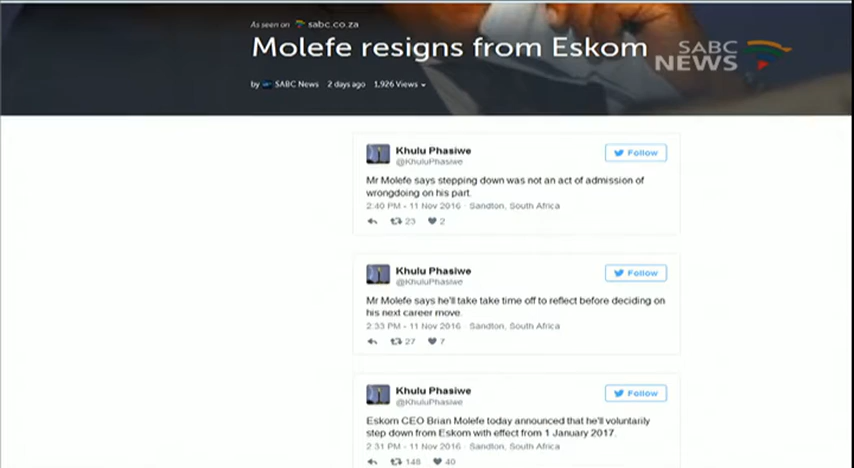 As seen on sabc.co.za
Molefe resigns from Eskom
SABC
NEWS
by SABC News 2 days ago 1,926 Views
Khulu Phasiwe
@KhuluPhasiwe
Follow
Mr Molefe says stepping down was not an act of admission of
wrongdoing on his part.
2:40 PM - 11 Nov 2016 · Sandton, South Africa
23 2
Khulu Phasiwe
@KhuluPhasiwe
Follow
Mr Molefe says he'll take take time off to reflect before deciding on
his next career move.
2:33 PM - 11 Nov 2016 Sandton, South Africa
27 7
Khulu Phasiwe
@KhuluPhasiwe
Follow
Eskom CEO Brian Molefe today announced that he'll voluntarily
step down from Eskom with effect from 1 January 2017.
2:31 PM - 11 Nov 2016 · Sandton, South Africa
148 40